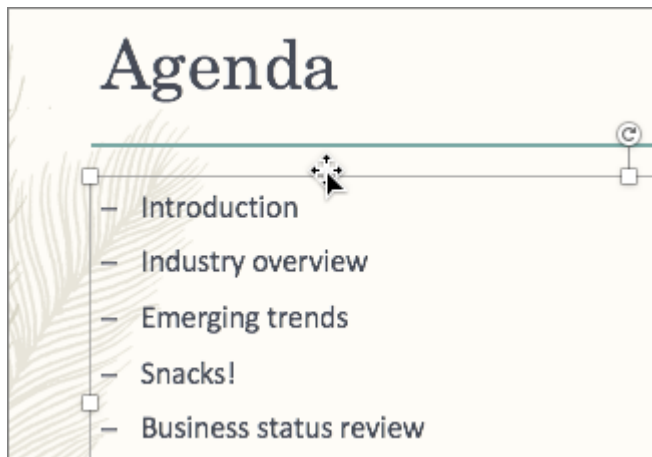 Agenda
– Introduction
– Industry overview
– Emerging trends
– Snacks!
– Business status review